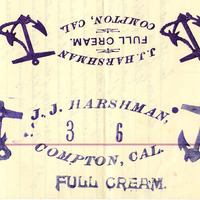 J. J. HARSHMAN
COMPTON, CAL
FULL CREAM.
J. J. HARSHMAN,
3 6
COMPTON, CAL.
FULL CREAM.